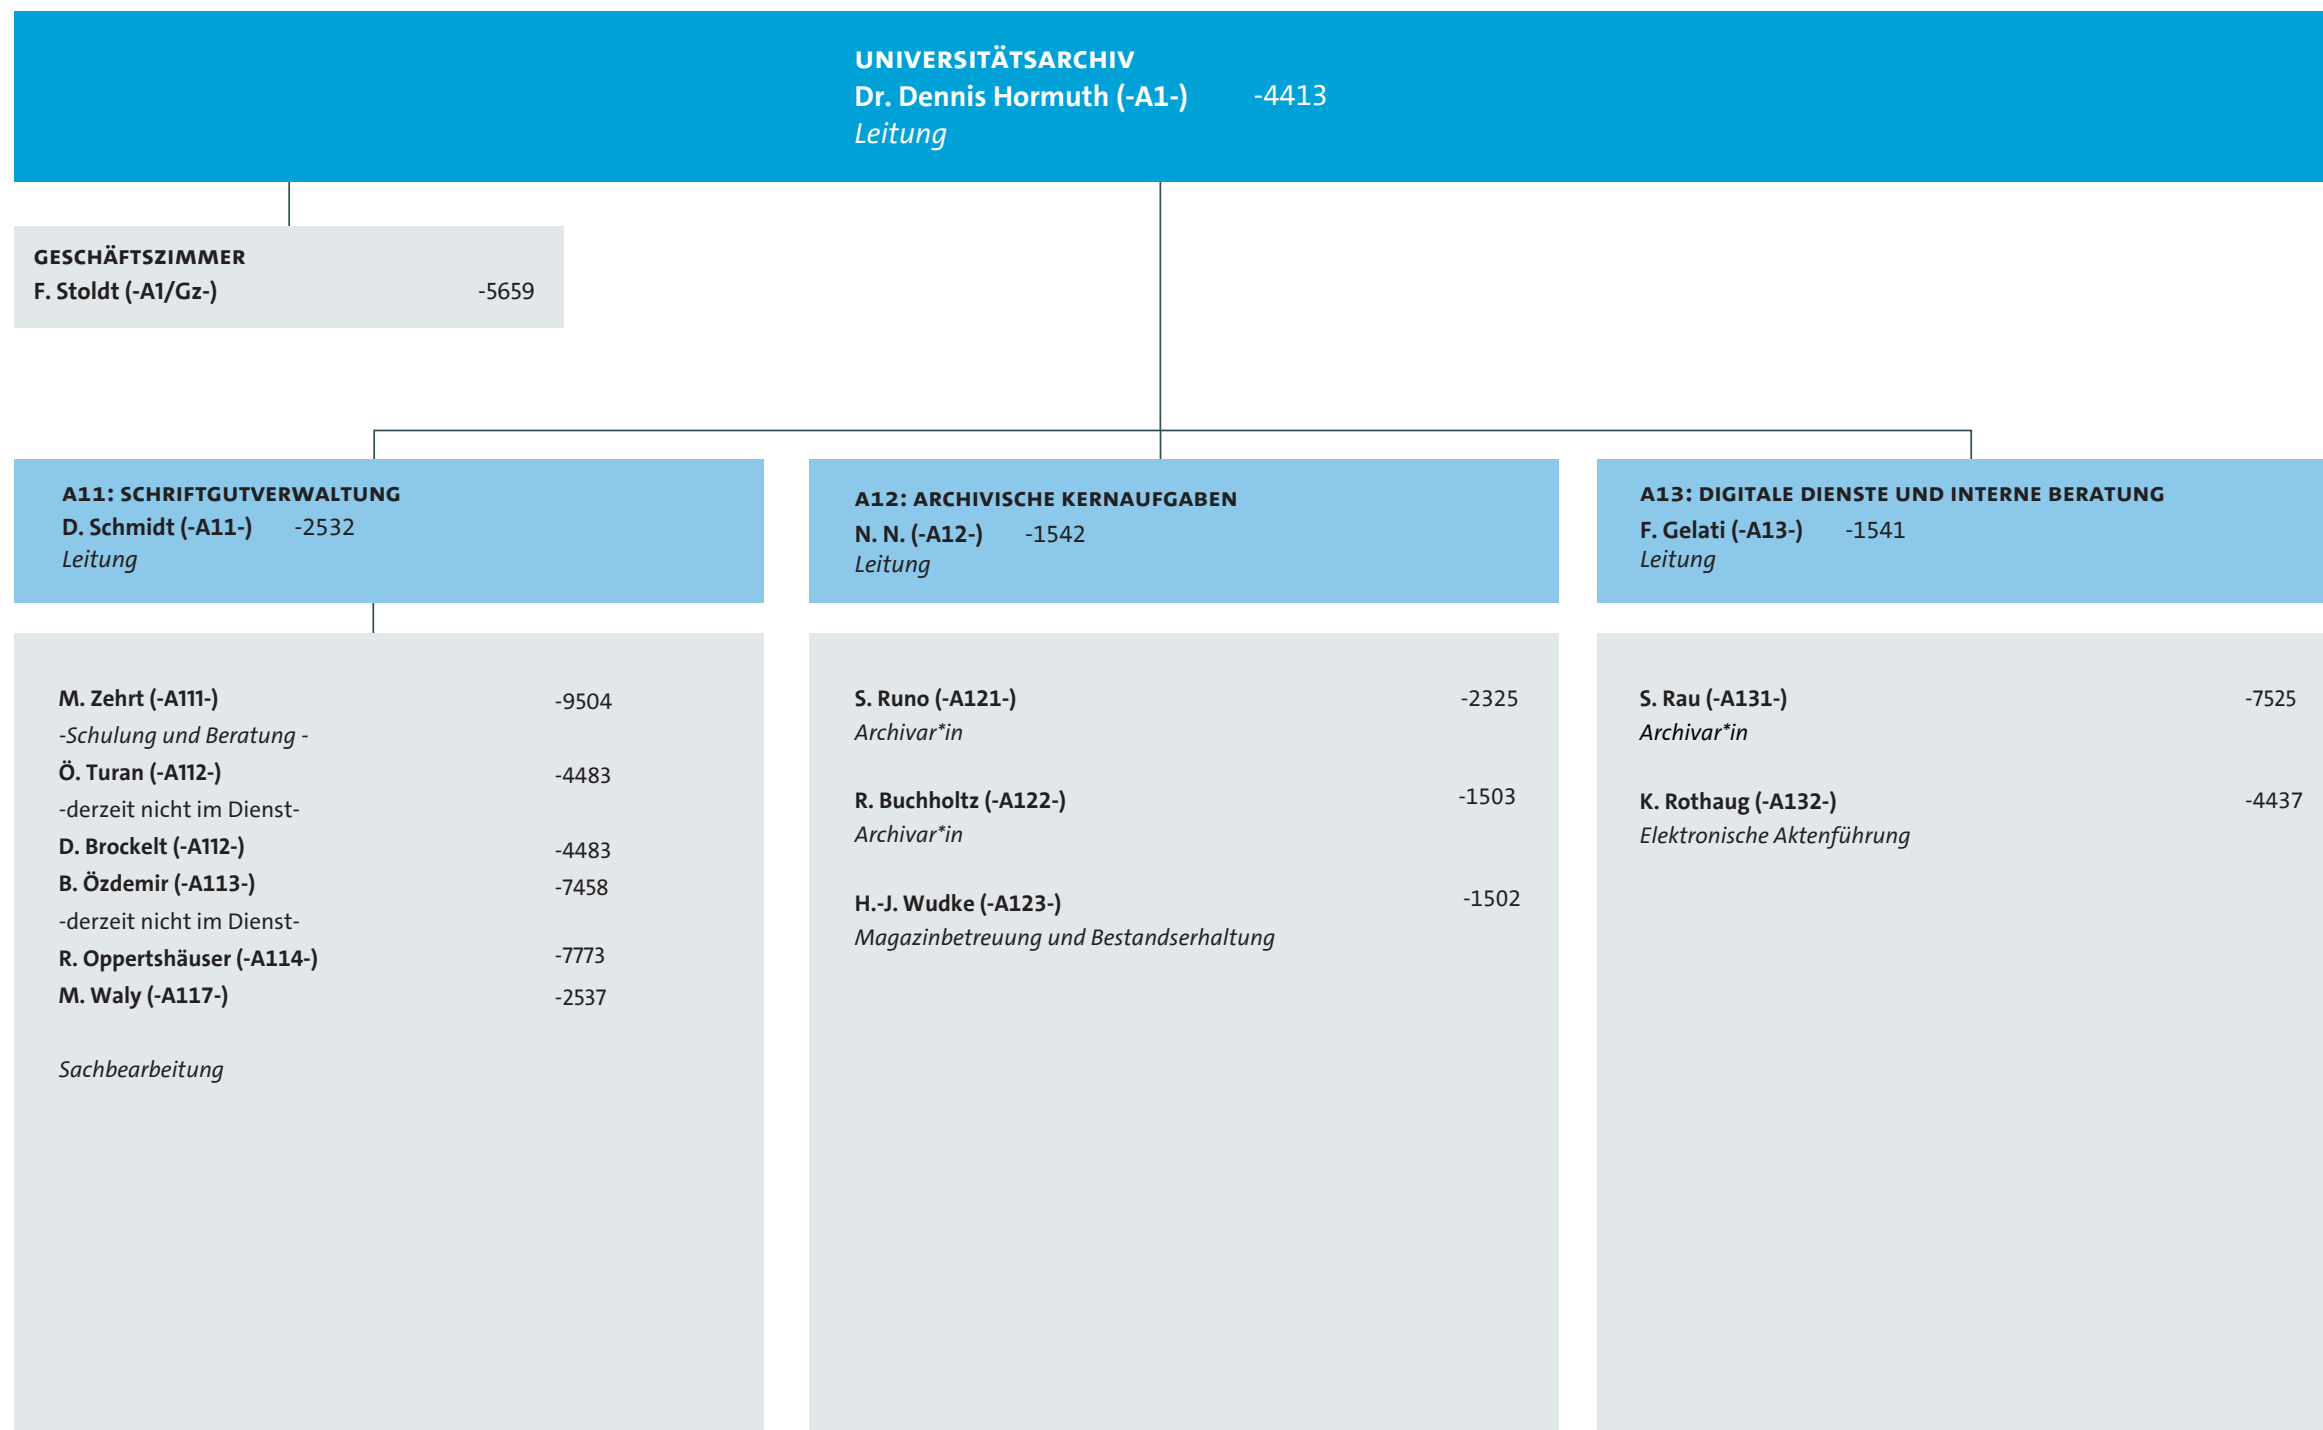 UNIVERSITÄTSARCHIV
Dr. Dennis Hormuth (-A1-) -4413
Leitung
GESCHÄFTSZIMMER
F. Stoldt (-A1/Gz-) -5659
A11: SCHRIFTGUTVERWALTUNG
D. Schmidt (-A11-) -2532
Leitung
M. Zehrt (-A111-) -9504
-Schulung und Beratung -
Ö. Turan (-A112-) -4483
-derzeit nicht im Dienst-
D. Brockelt (-A112-) -4483
B. Özdemir (-A113-) -7458
-derzeit nicht im Dienst-
R. Oppertshäuser (-A114-) -7773
M. Waly (-A117-) -2537
Sachbearbeitung
A12: ARCHIVISCHE KERNAUFGABEN
N. N. (-A12-) -1542
Leitung
S. Runo (-A121-) -2325
Archivar*in
R. Buchholtz (-A122-) -1503
Archivar*in
H.-J. Wudke (-A123-) -1502
Magazinbetreuung und Bestandserhaltung
A13: DIGITALE DIENSTE UND INTERNE BERATUNG
F. Gelati (-A13-) -1541
Leitung
S. Rau (-A131-) -7525
Archivar*in
K. Rothaug (-A132-) -4437
Elektronische Aktenführung